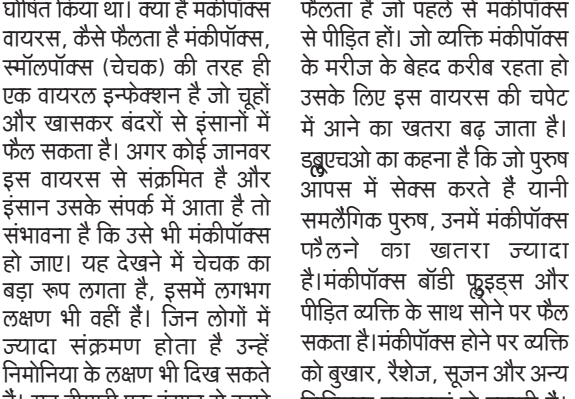 घोषित किया था। क्या है मंकीपॉक्स
वायरस, कैसे फैलता है मंकीपॉक्स,
स्मॉलपॉक्स (चेचक) की तरह ही
एक वायरल इन्फेक्शन है जो चूहों
और खासकर बंदरों से इंसानों में
फैल सकता है। अगर कोई जानवर
इस वायरस से संक्रमित है और
इंसान उसके संपर्क में आता है तो
संभावना है कि उसे भी मंकीपॉक्स
हो जाए। यह देखने में चेचक का
बड़ा रूप लगता है, इसमें लगभग
लक्षण भी वहीं है। जिन लोगों में
ज्यादा संक्रमण होता है उन्हें
निमोनिया के लक्षण भी दिख सकते
फैलता है जो पहले से मंकीपॉक्स
से पीड़ित हों। जो व्यक्ति मंकीपॉक्स
के मरीज के बेहद करीब रहता हो
उसके लिए इस वायरस की चपेट
में आने का खतरा बढ़ जाता है।
डब्लूएचओ का कहना है कि जो पुरुष
आपस में सेक्स करते हैं यानी
समलैगिक पुरुष, उनमें मंकीपॉक्स
फैलने का खतरा ज्यादा
है।मंकीपॉक्स बॉडी फ्लूइड्स और
पीड़ित व्यक्ति के साथ सोने पर फैल
सकता है।मंकीपॉक्स होने पर व्यक्ति
को बुखार, रैशेज, सूजन और अन्य